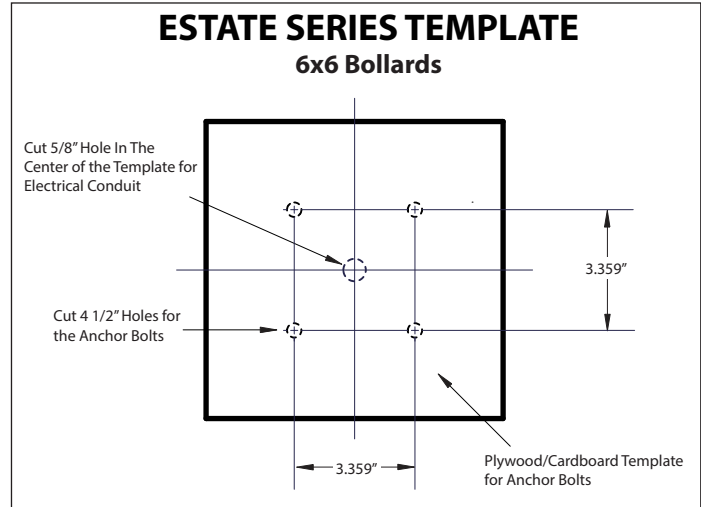 ESTATE SERIES TEMPLATE
6x6 Bollards
Cut 5/8” Hole In The
Center of the Template for
Electrical Conduit
3.359”
Cut 4 1/2” Holes for
the Anchor Bolts
3.359”
Plywood/Cardboard Template
for Anchor Bolts